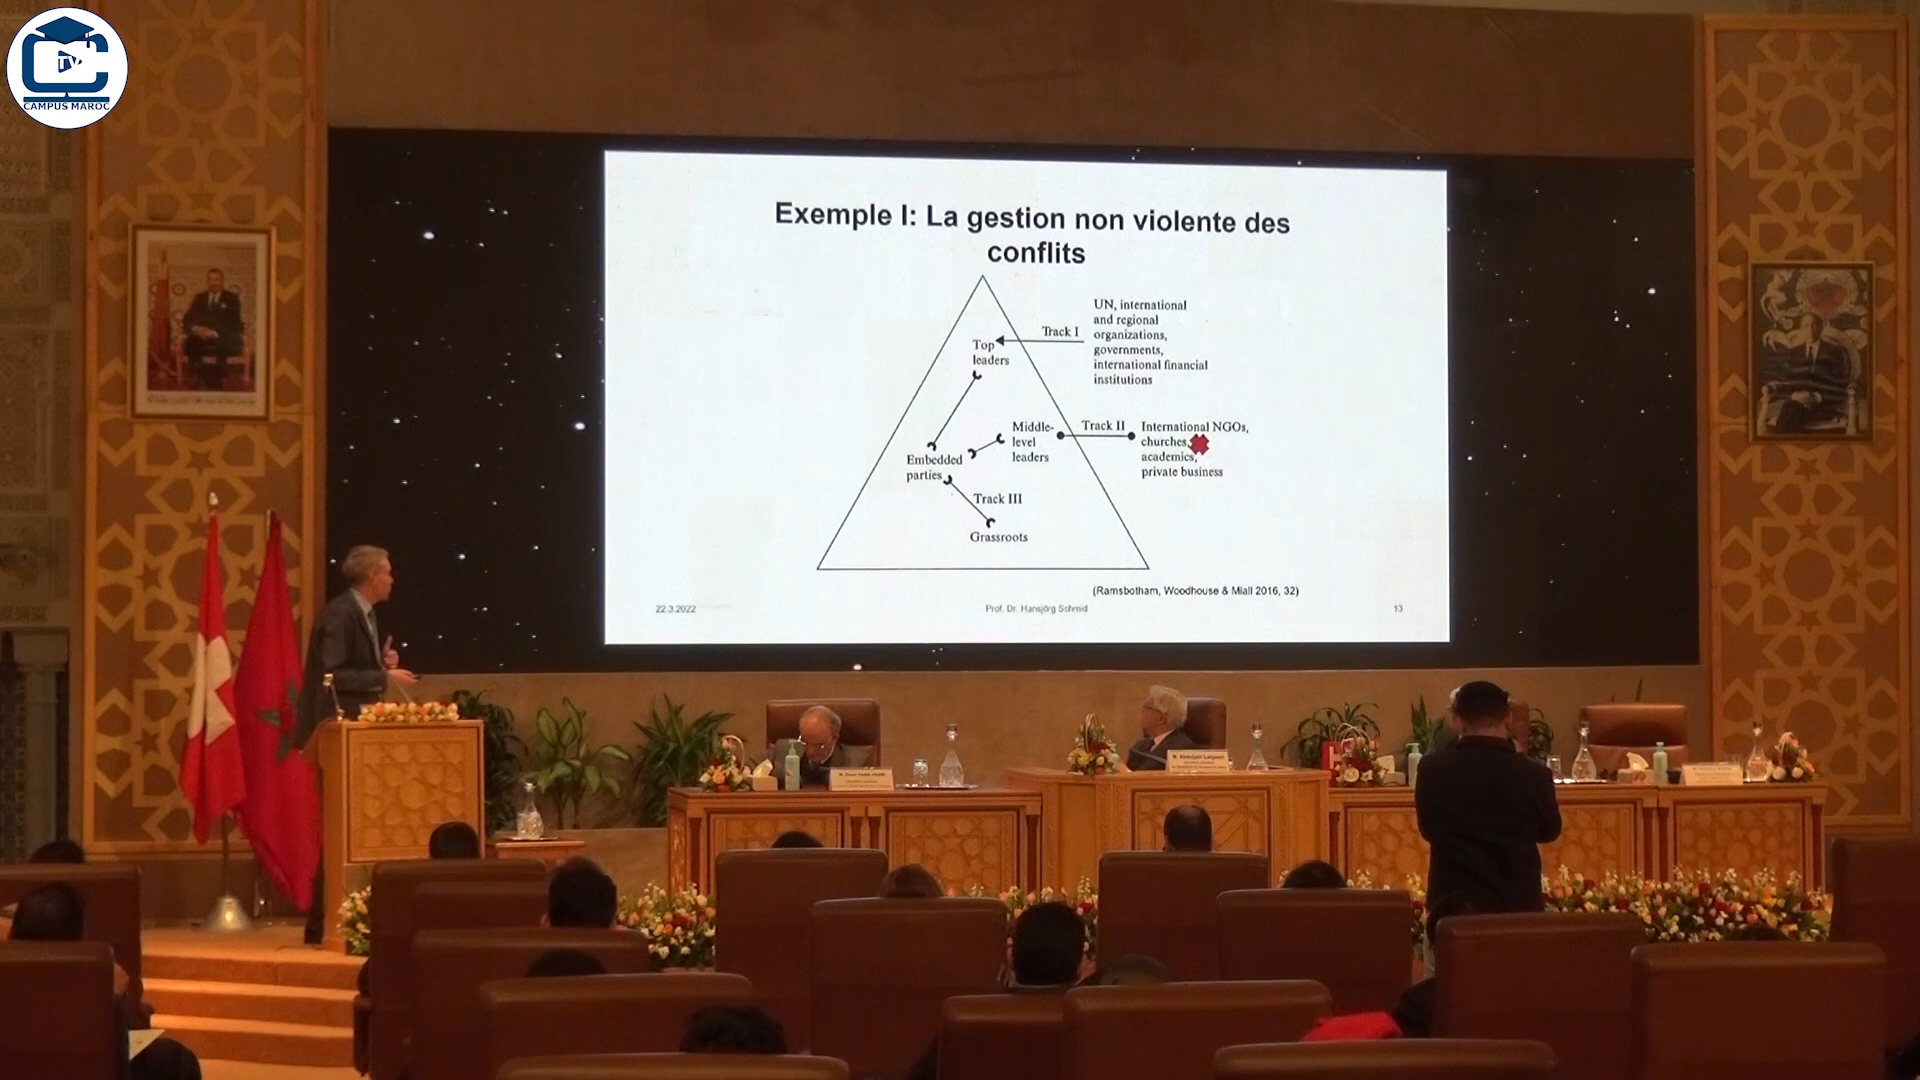 TV
CAMPUS MAROC
Exemple I: La gestion non violente des
conflits
UN, international
and regional
organizations,
governments,
international financial
institutions
Track I
Top
leaders
Middle-
level
leaders
Track II
International NGOs,
churches,
academics,
private business
Embedded
parties
Track III
Grassroots
(Ramsbotham, Woodhouse & Miall 2016, 32)
22.3.2022
Prof. Dr. Hansjörg Schmid
13